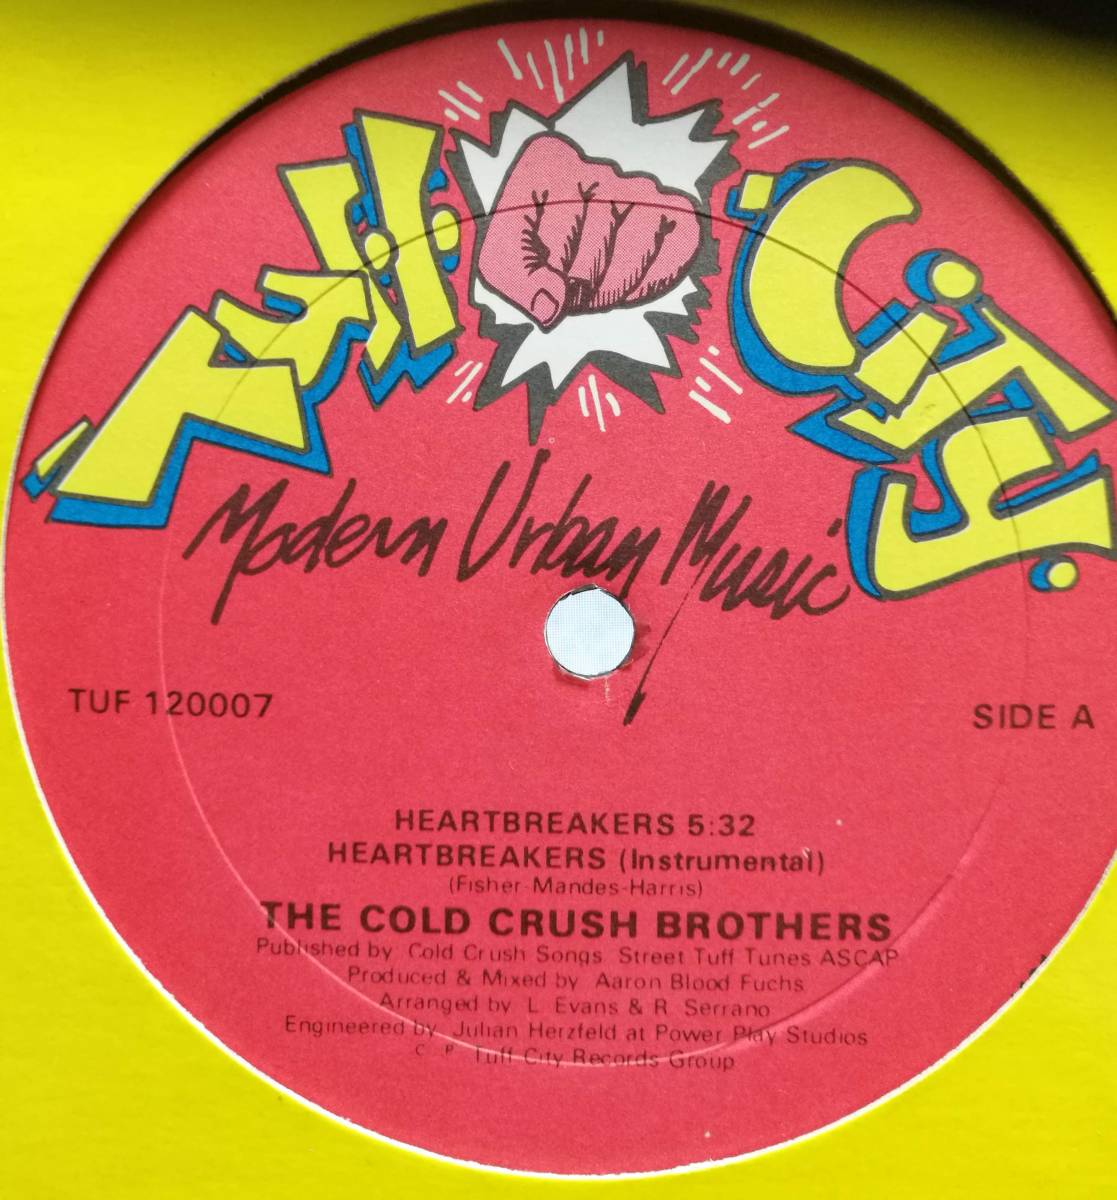 Tuff City
Modern Urban Music
TUF 120007
SIDE A
HEARTBREAKERS 5:32
HEARTBREAKERS (Instrumental)
(Fisher-Mandes-Harris)
THE COLD CRUSH BROTHERS
Published by Cold Crush Songs Street Tuff Tunes ASCAP
Produced & Mixed by Aaron Blood Fuchs
Arranged by L Evans & R Serrano
Engineered by Julian Herzfeld at Power Play Studios
C P Tuff City Records Group